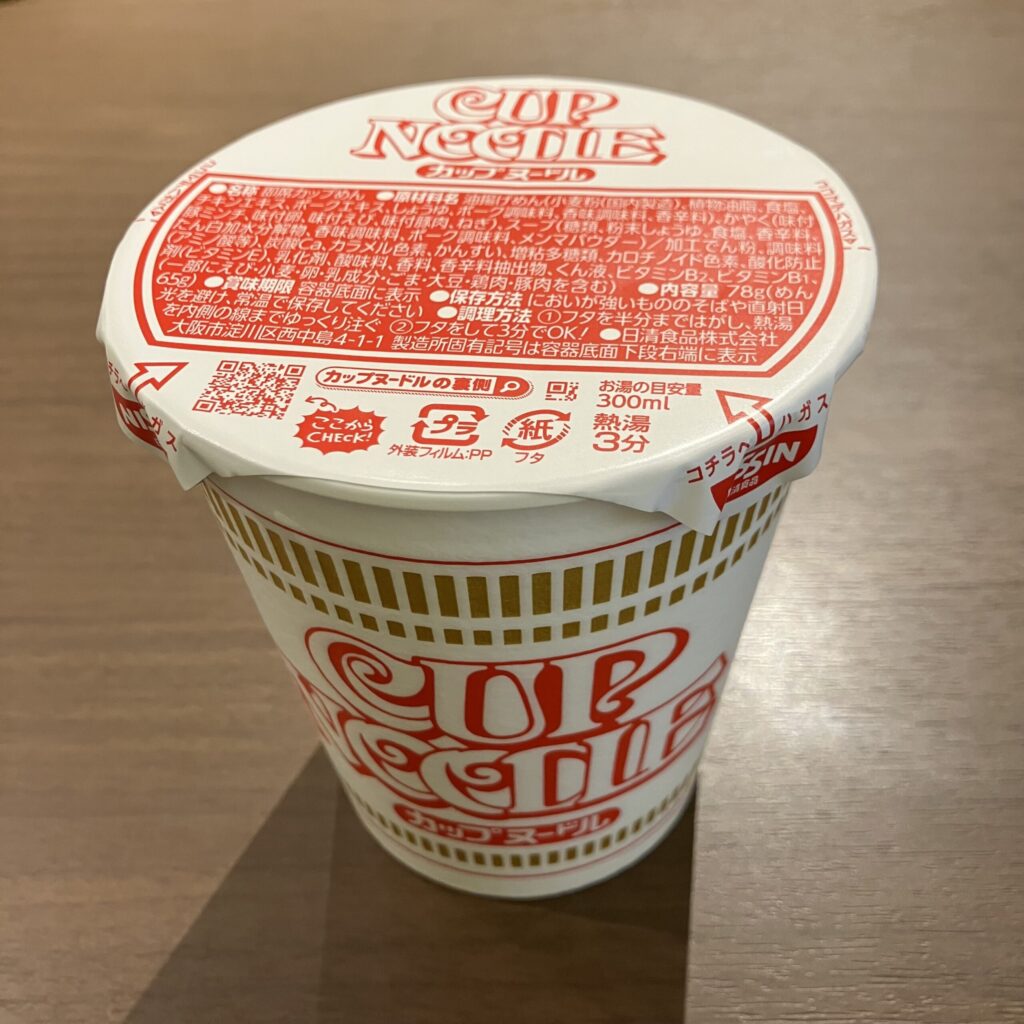 CUP
NOODLE
カップヌードル
●名称 即席カップめん ●原材料名 油揚げめん(小麦粉(国内製造)、植物油脂、食塩、
チキンエキス、ポークエキス、しょうゆ、ポーク調味料、香味調味料、香辛料)、かやく(味付
豚ミンチ、味付卵、味付えび、味付豚肉、ねぎ)、スープ(糖類、粉末しょうゆ、食塩、香辛料、
たん白加水分解物、香味調味料、ポーク調味料、メンマパウダー)/加工でん粉、調味料
(アミノ酸等)、炭酸Ca、カラメル色素、かんすい、増粘多糖類、カロチノイド色素、酸化防止
剤(ビタミンE)、乳化剤、酸味料、香料、香辛料抽出物、くん液、ビタミンB2、ビタミンB1、
(一部にえび・小麦・卵・乳成分・ごま・大豆・鶏肉・豚肉を含む) ●内容量 78g(めん
65g) ●賞味期限 容器底面に表示 ●保存方法 においが強いもののそばや直射日
光を避け、常温で保存してください ●調理方法 ①フタを半分まではがし、熱湯
を内側の線までゆっくり注ぐ ②フタをして3分でOK! ●日清食品株式会社
大阪市淀川区西中島4-1-1 製造所固有記号は容器底面下段右端に表示
カップヌードルの裏側
ここから
CHECK!
プラ
外装フィルム:PP
紙
フタ
お湯の目安量
300ml
熱湯
3分
コチラへハガス
SSIN
清食品
CUP
NOODLE
カップヌードル